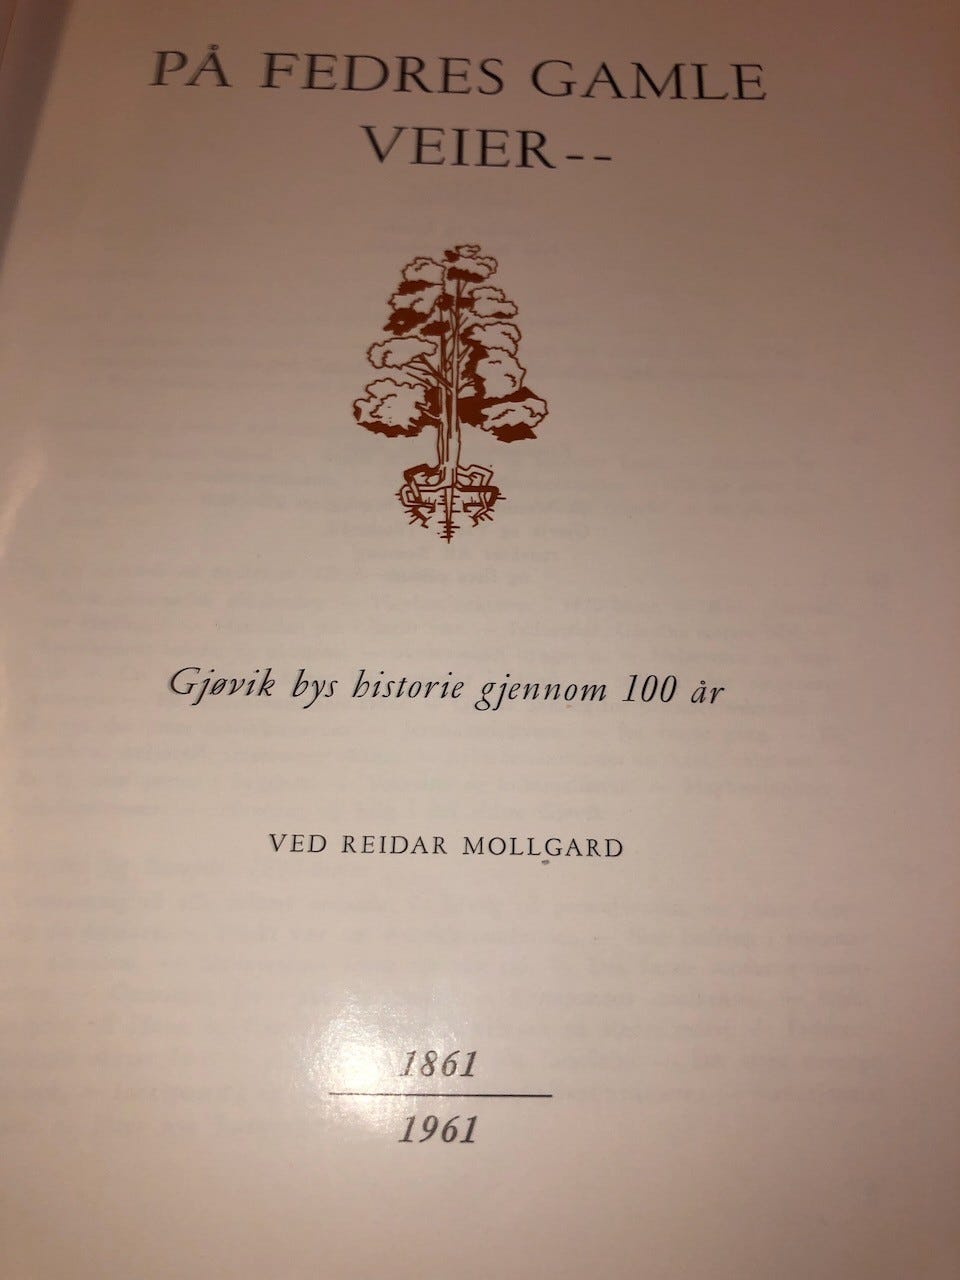 PÅ FEDRES GAMLE
VEIER--
Gjøvik bys historie gjennom 100 år
VED REIDAR MOLLGARD
1861
1961